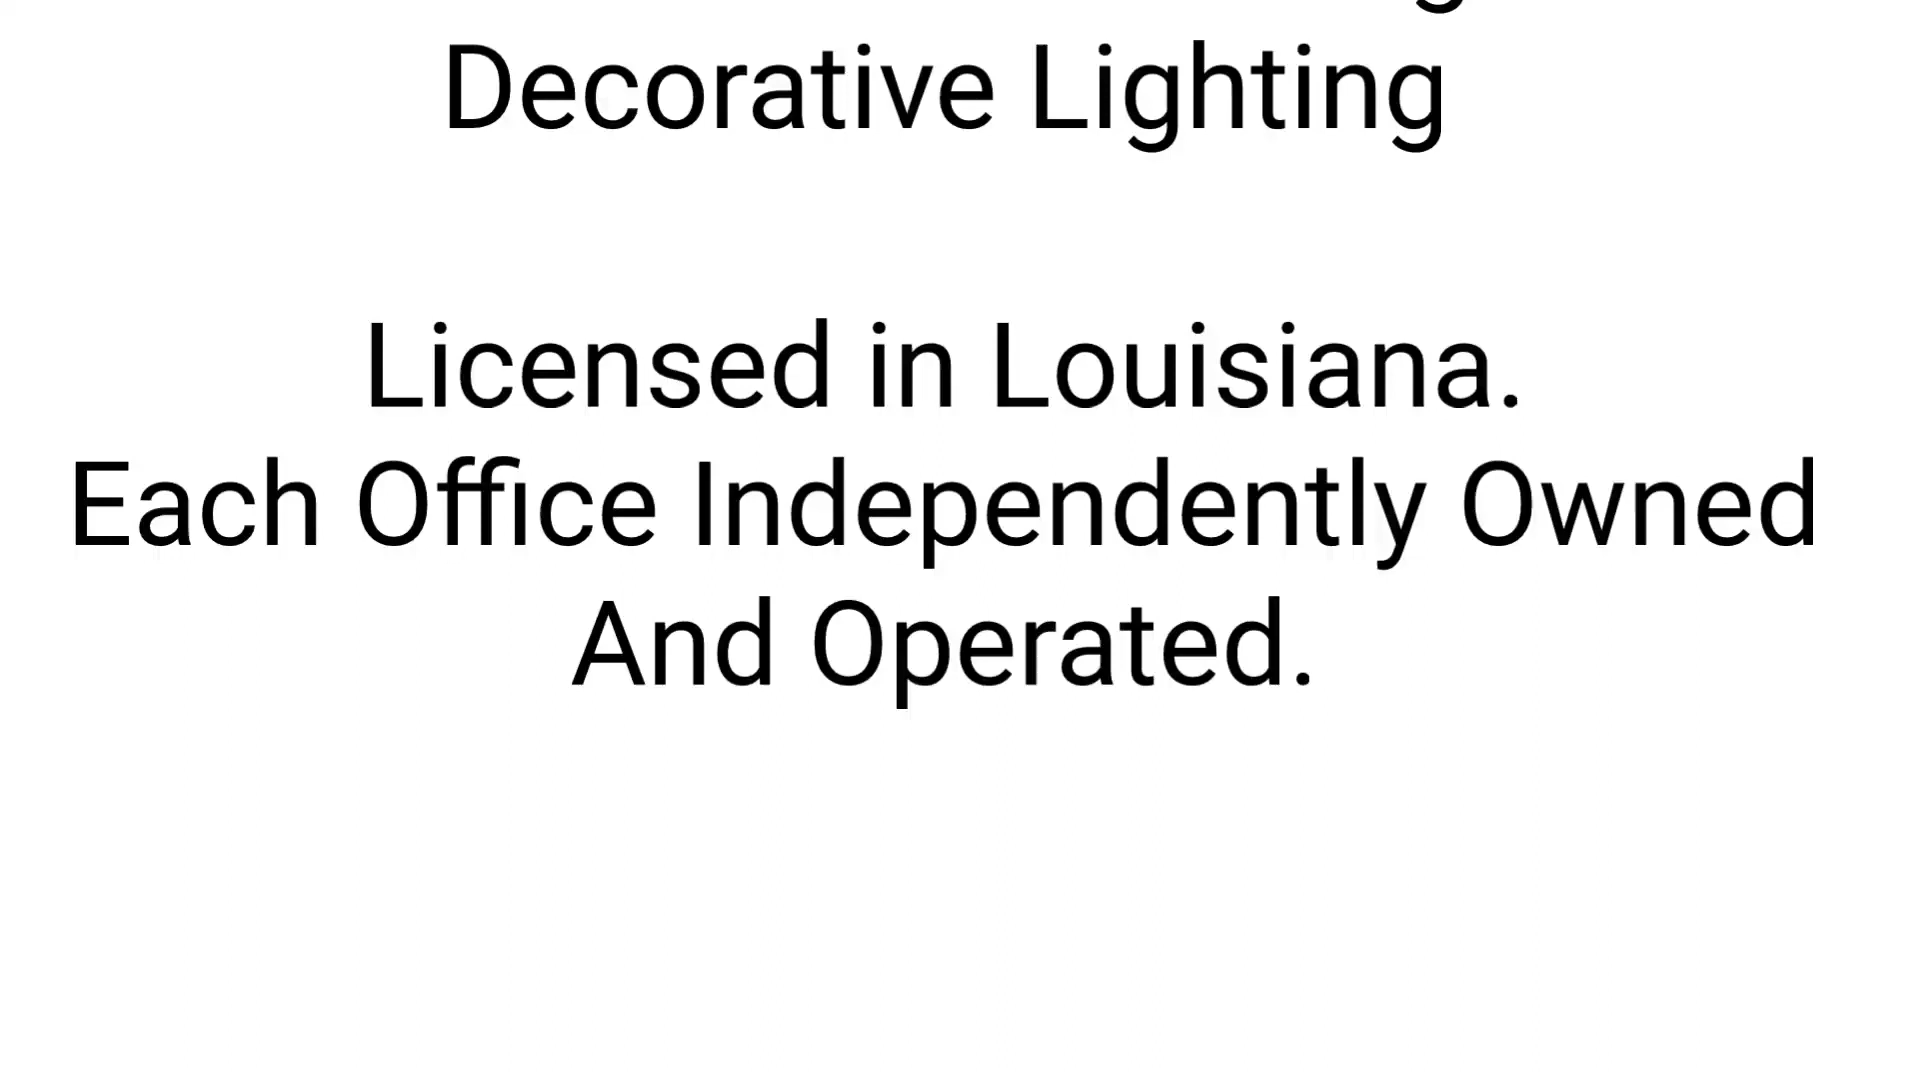 Decorative Lighting
Licensed in Louisiana.
Each Office Independently Owned
And Operated.